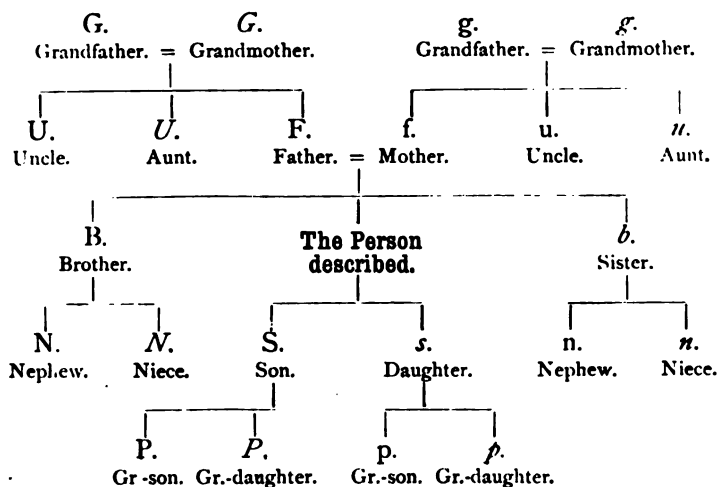 G. G. g. g.
Grandfather. = Grandmother. Grandfather. = Grandmother.
U. U. F. f. u. u.
Uncle. Aunt. Father. = Mother. Uncle. Aunt.
B. The Person b.
Brother. described. Sister.
N. N. S. s. n. n.
Nephew. Niece. Son. Daughter. Nephew. Niece.
P. P. p. p.
Gr-son. Gr.-daughter. Gr.-son. Gr.-daughter.